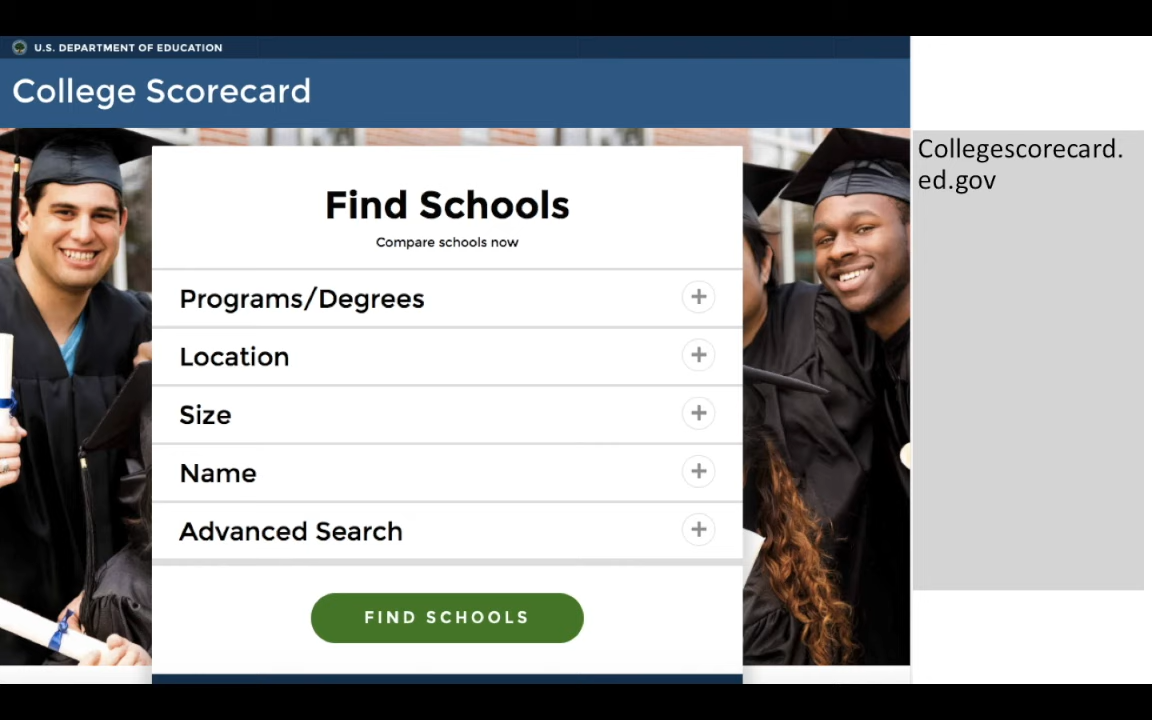 U.S. DEPARTMENT OF EDUCATION
College Scorecard
Find Schools
Compare schools now
Programs/Degrees
Location
Size
Name
Advanced Search
FIND SCHOOLS
Collegescorecard.
ed.gov